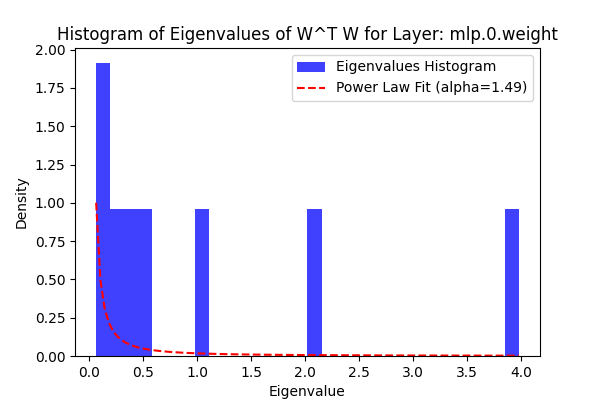 Histogram of Eigenvalues of W^T W for Layer: mlp.0.weight
Eigenvalues Histogram
Power Law Fit (alpha=1.49)
Density
2.00
1.75
1.50
1.25
1.00
0.75
0.50
0.25
0.00
0.0 0.5 1.0 1.5 2.0 2.5 3.0 3.5 4.0
Eigenvalue